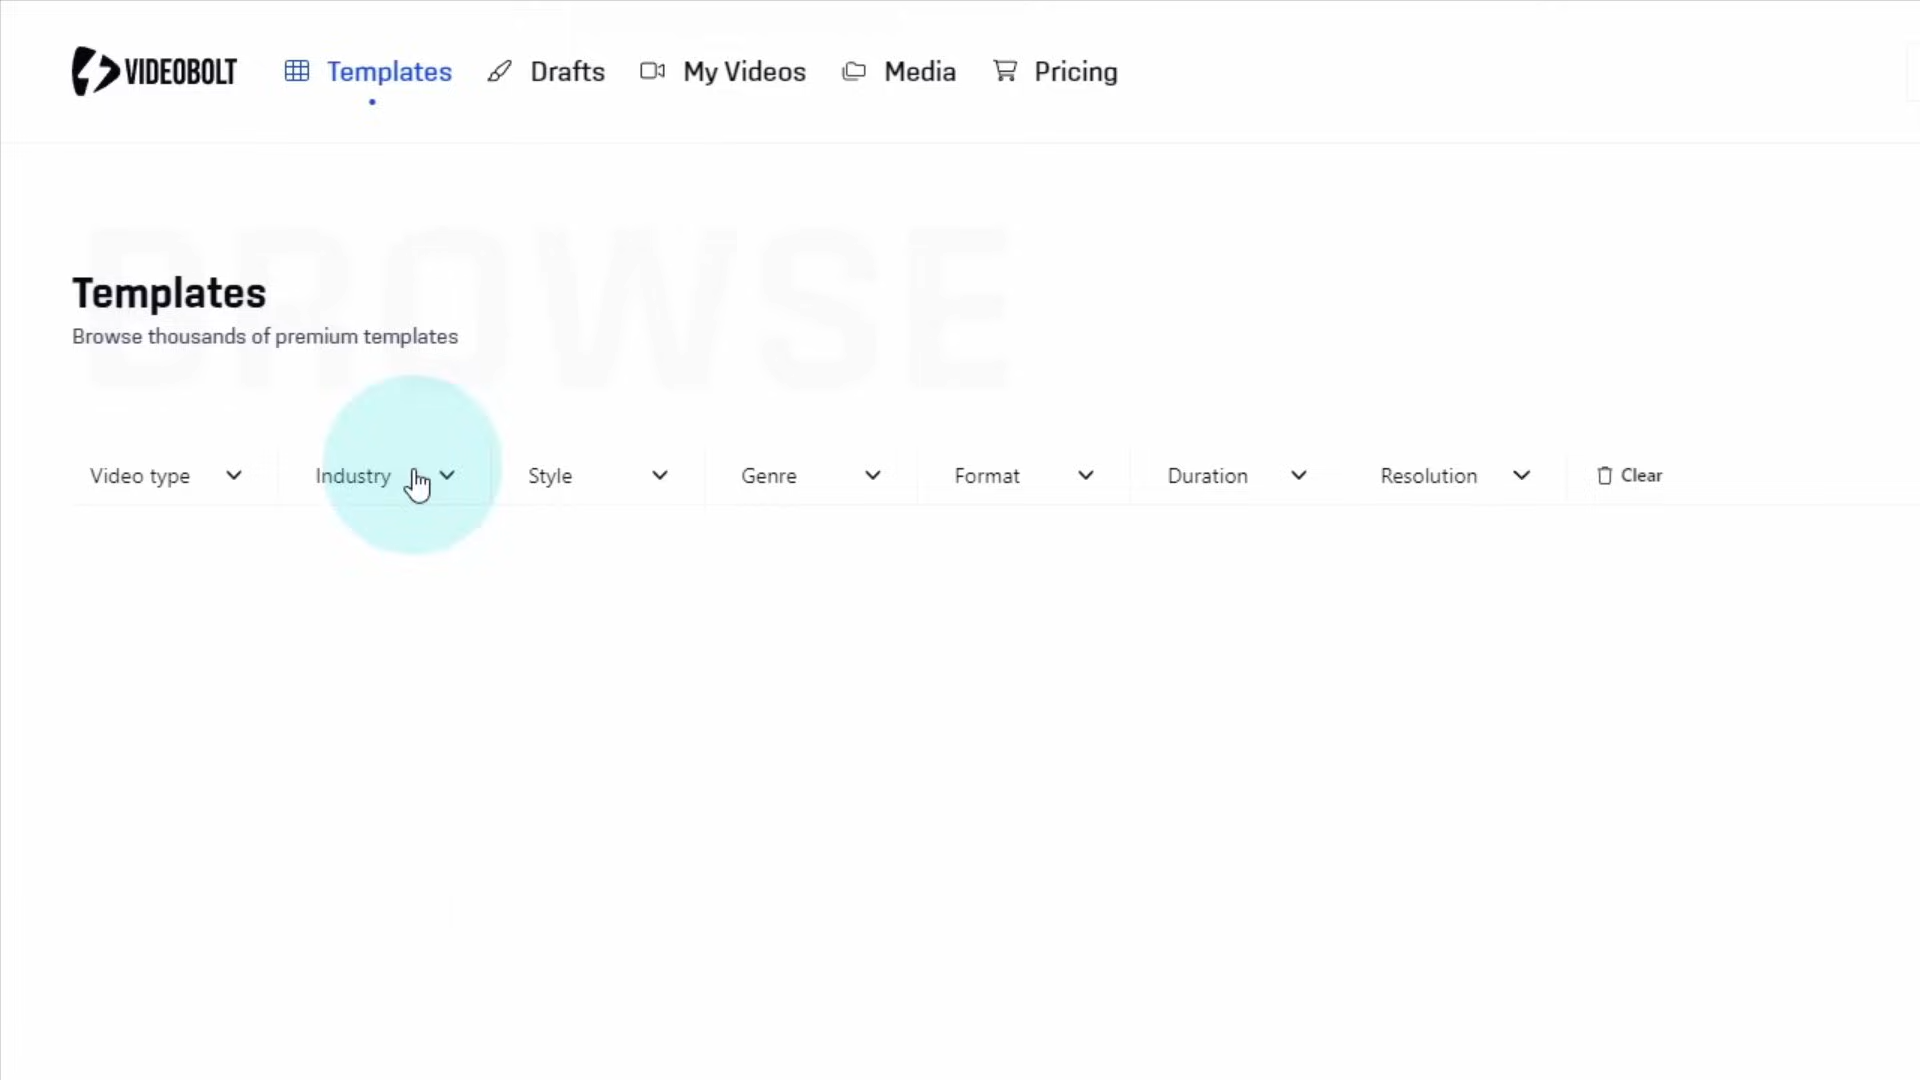 VIDEOBOLT Templates Drafts My Videos Media Pricing
BROWSE
Templates
Browse thousands of premium templates
Video type Industry Style Genre Format Duration Resolution Clear